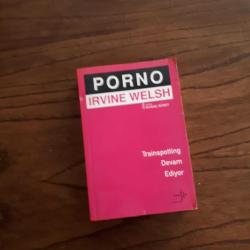 PORNO
IRVINE WELSH
Trainspotting
Devam
Ediyor